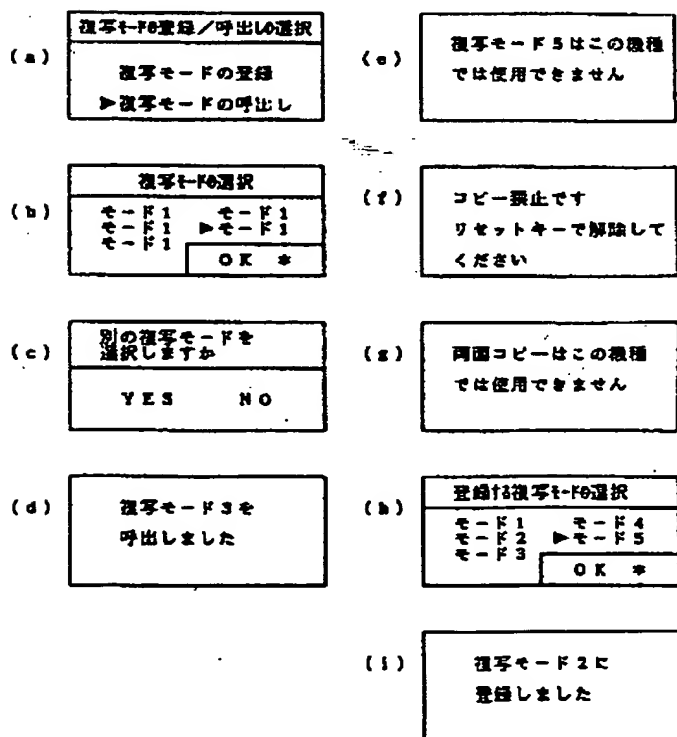 (a)
複写モードの登録/呼出しの選択
複写モードの登録
▶複写モードの呼出し
(b)
複写モードの選択
モード1 モード1
モード1 ▶モード1
モード1
OK *
(c)
別の複写モードを
選択しますか
YES NO
(d)
複写モード3を
呼出しました
(e)
複写モード5はこの機種
では使用できません
(f)
コピー禁止です
リセットキーで解除して
ください
(g)
両面コピーはこの機種
では使用できません
(h)
登録する複写モードの選択
モード1 モード4
モード2 ▶モード5
モード3
OK *
(i)
複写モード2に
登録しました